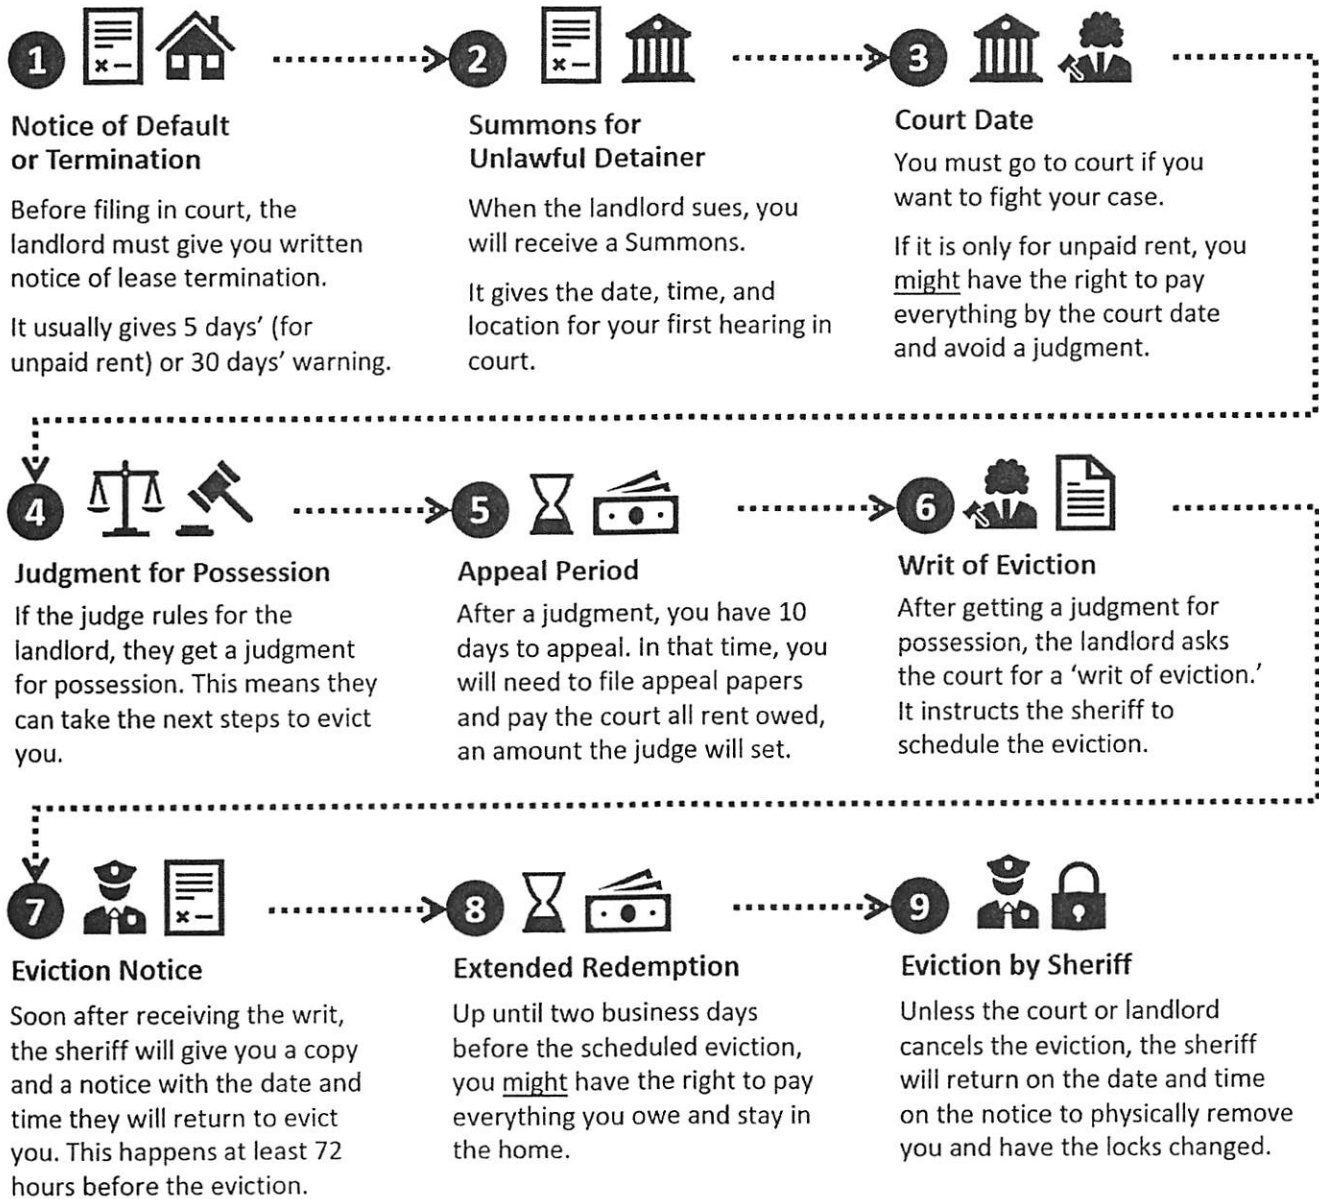 1
Notice of Default
or Termination
Before filing in court, the
landlord must give you written
notice of lease termination.
It usually gives 5 days' (for
unpaid rent) or 30 days' warning.
2
Summons for
Unlawful Detainer
When the landlord sues, you
will receive a Summons.
It gives the date, time, and
location for your first hearing in
court.
3
Court Date
You must go to court if you
want to fight your case.
If it is only for unpaid rent, you
might have the right to pay
everything by the court date
and avoid a judgment.
4
Judgment for Possession
If the judge rules for the
landlord, they get a judgment
for possession. This means they
can take the next steps to evict
you.
5
Appeal Period
After a judgment, you have 10
days to appeal. In that time, you
will need to file appeal papers
and pay the court all rent owed,
an amount the judge will set.
6
Writ of Eviction
After getting a judgment for
possession, the landlord asks
the court for a 'writ of eviction.'
It instructs the sheriff to
schedule the eviction.
7
Eviction Notice
Soon after receiving the writ,
the sheriff will give you a copy
and a notice with the date and
time they will return to evict
you. This happens at least 72
hours before the eviction.
8
Extended Redemption
Up until two business days
before the scheduled eviction,
you might have the right to pay
everything you owe and stay in
the home.
9
Eviction by Sheriff
Unless the court or landlord
cancels the eviction, the sheriff
will return on the date and time
on the notice to physically remove
you and have the locks changed.